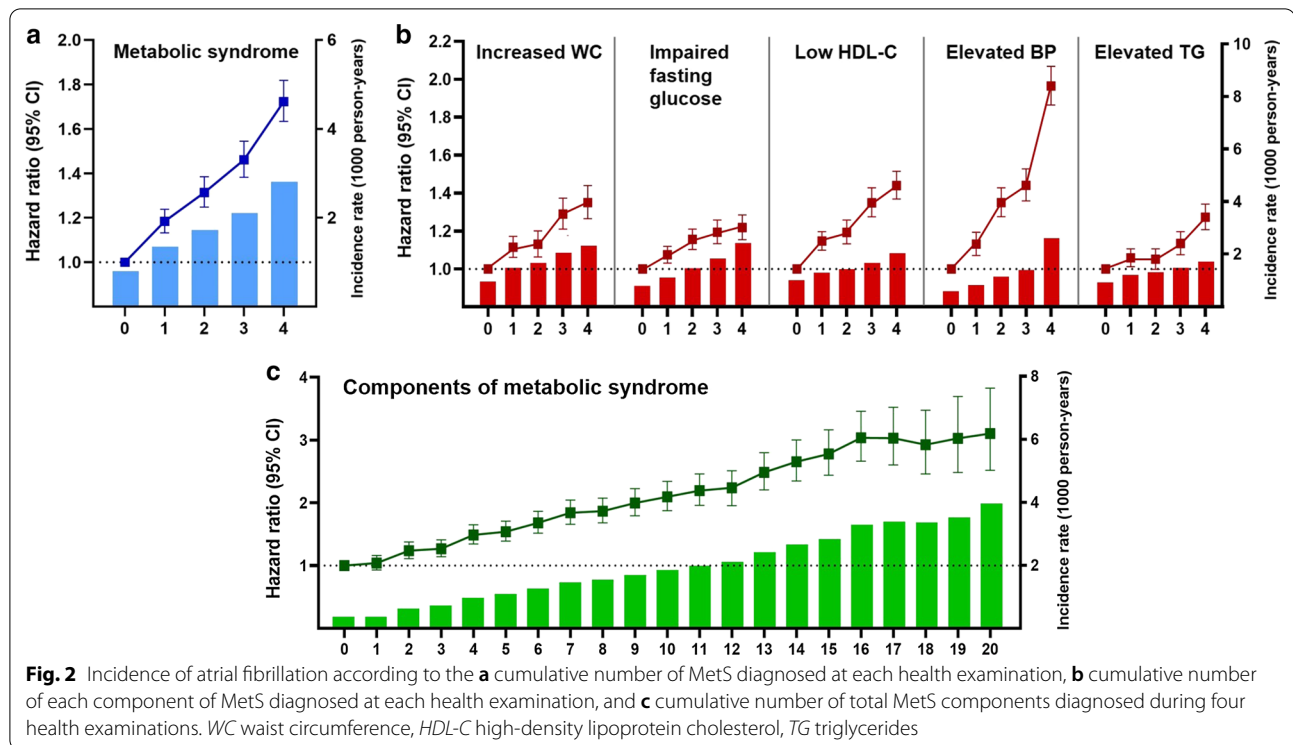 a
Metabolic syndrome
Hazard ratio (95% CI)
2.0
1.8
1.6
1.4
1.2
1.0
6
4
2
Incidence rate (1000 person-years)
0 1 2 3 4
b
Increased WC
Impaired
fasting
glucose
Low HDL-C
Elevated BP
Elevated TG
Hazard ratio (95% CI)
2.2
2.0
1.8
1.6
1.4
1.2
1.0
10
8
6
4
2
Incidence rate (1000 person-years)
0 1 2 3 4 0 1 2 3 4 0 1 2 3 4 0 1 2 3 4 0 1 2 3 4
c
Components of metabolic syndrome
Hazard ratio (95% CI)
4
3
2
1
8
6
4
2
Incidence rate (1000 person-years)
0 1 2 3 4 5 6 7 8 9 10 11 12 13 14 15 16 17 18 19 20
Fig. 2 Incidence of atrial fibrillation according to the a cumulative number of MetS diagnosed at each health examination, b cumulative number
of each component of MetS diagnosed at each health examination, and c cumulative number of total MetS components diagnosed during four
health examinations. WC waist circumference, HDL-C high-density lipoprotein cholesterol, TG triglycerides